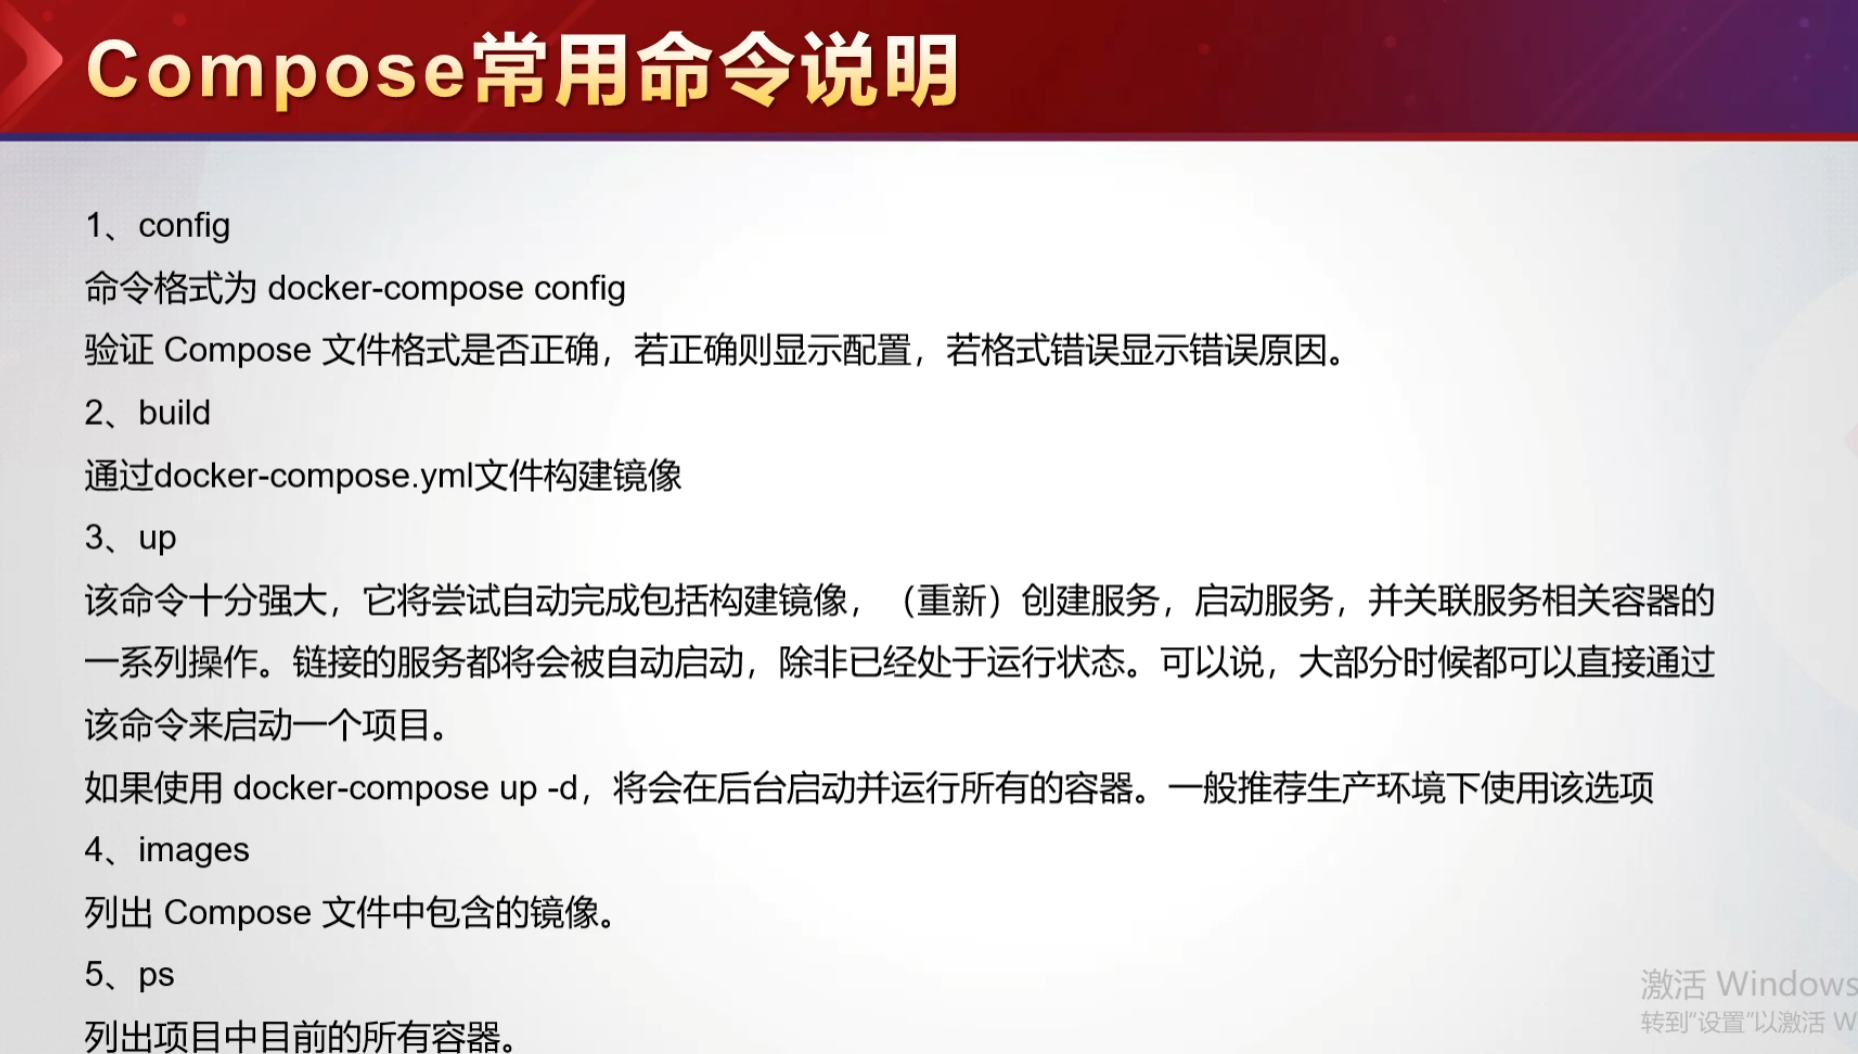 Compose常用命令说明
1、config
命令格式为 docker-compose config
验证 Compose 文件格式是否正确，若正确则显示配置，若格式错误显示错误原因。
2、build
通过docker-compose.yml文件构建镜像
3、up
该命令十分强大，它将尝试自动完成包括构建镜像，（重新）创建服务，启动服务，并关联服务相关容器的
一系列操作。链接的服务都将会被自动启动，除非已经处于运行状态。可以说，大部分时候都可以直接通过
该命令来启动一个项目。
如果使用 docker-compose up -d，将会在后台启动并运行所有的容器。一般推荐生产环境下使用该选项
4、images
列出 Compose 文件中包含的镜像。
5、ps
列出项目中目前的所有容器。
激活 Windows
转到“设置”以激活 W